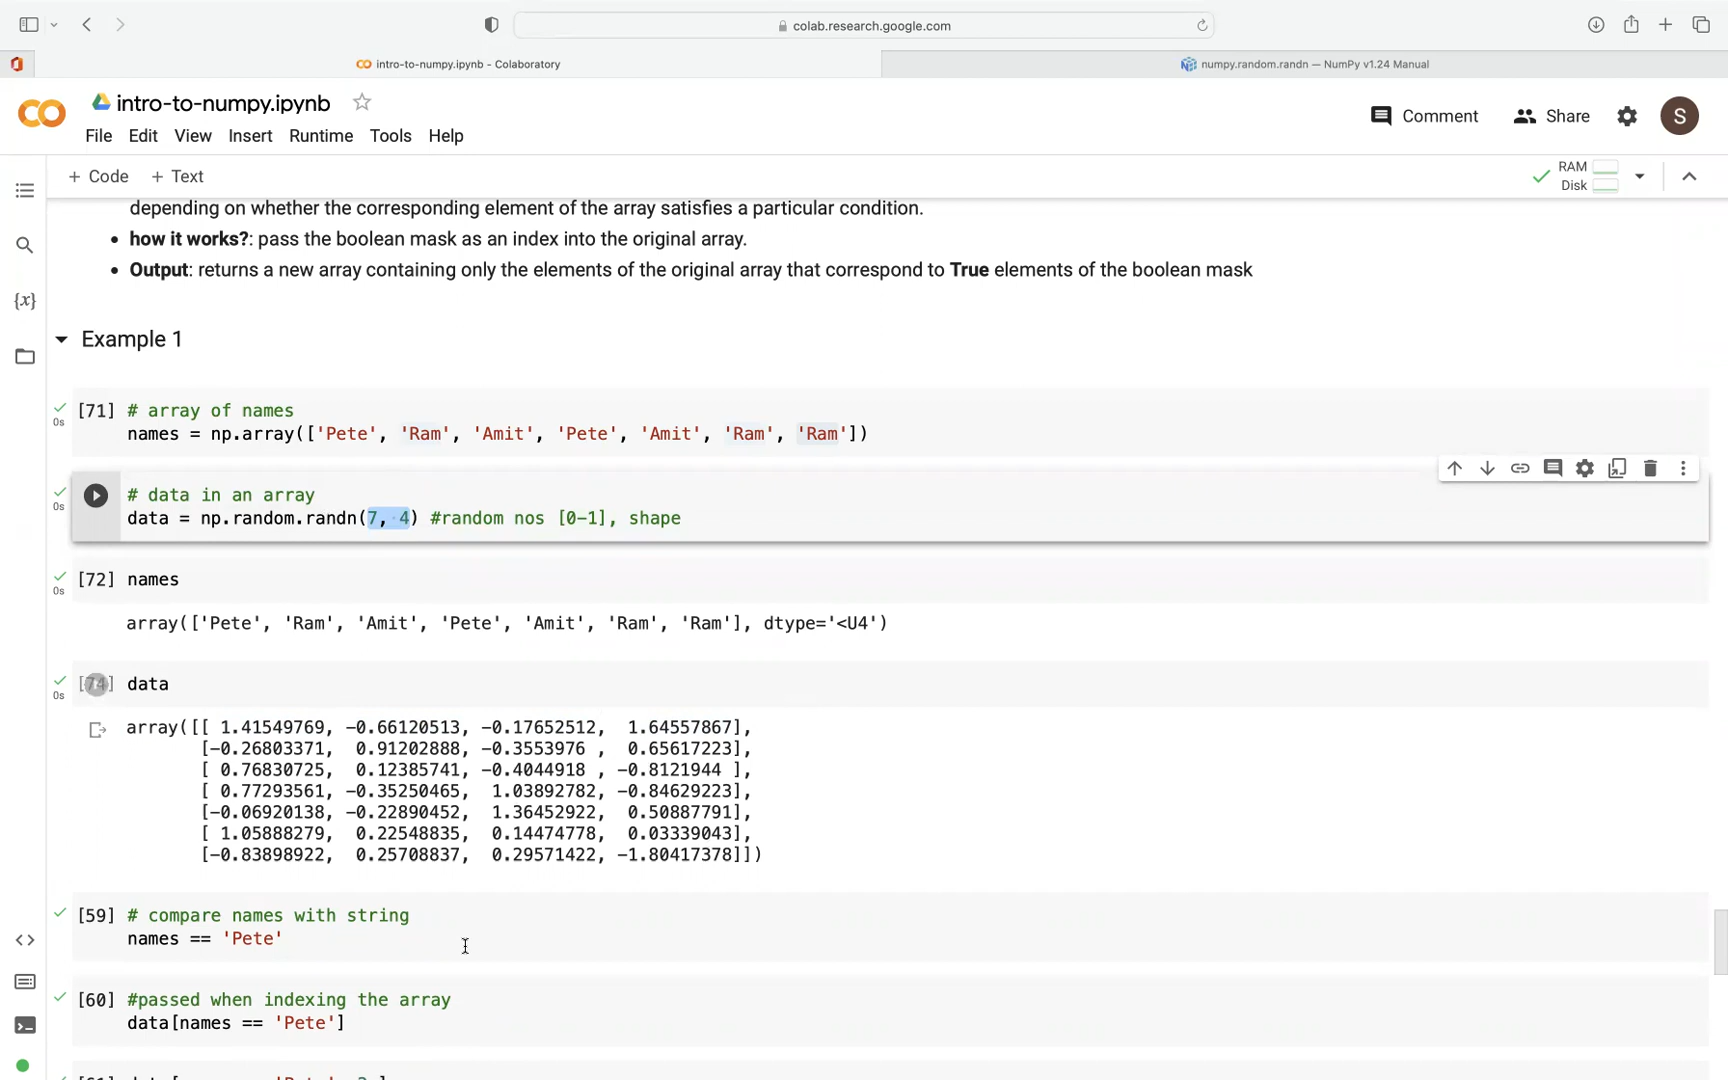 colab.research.google.com
intro-to-numpy.ipynb - Colaboratory
numpy.random.randn — NumPy v1.24 Manual
intro-to-numpy.ipynb
Comment
Share
S
File Edit View Insert Runtime Tools Help
+ Code + Text
RAM
Disk
depending on whether the corresponding element of the array satisfies a particular condition.
• how it works?: pass the boolean mask as an index into the original array.
• Output: returns a new array containing only the elements of the original array that correspond to True elements of the boolean mask
{x}
Example 1
[71] # array of names
0s
names = np.array(['Pete', 'Ram', 'Amit', 'Pete', 'Amit', 'Ram', 'Ram'])
# data in an array
0s
data = np.random.randn(7, 4) #random nos [0-1], shape
[72] names
0s
array(['Pete', 'Ram', 'Amit', 'Pete', 'Amit', 'Ram', 'Ram'], dtype='<U4')
[74] data
0s
array([[ 1.41549769, -0.66120513, -0.17652512, 1.64557867],
[-0.26803371, 0.91202888, -0.3553976 , 0.65617223],
[ 0.76830725, 0.12385741, -0.4044918 , -0.8121944 ],
[ 0.77293561, -0.35250465, 1.03892782, -0.84629223],
[-0.06920138, -0.22890452, 1.36452922, 0.50887791],
[ 1.05888279, 0.22548835, 0.14474778, 0.03339043],
[-0.83898922, 0.25708837, 0.29571422, -1.80417378]])
[59] # compare names with string
names == 'Pete'
[60] #passed when indexing the array
data[names == 'Pete']